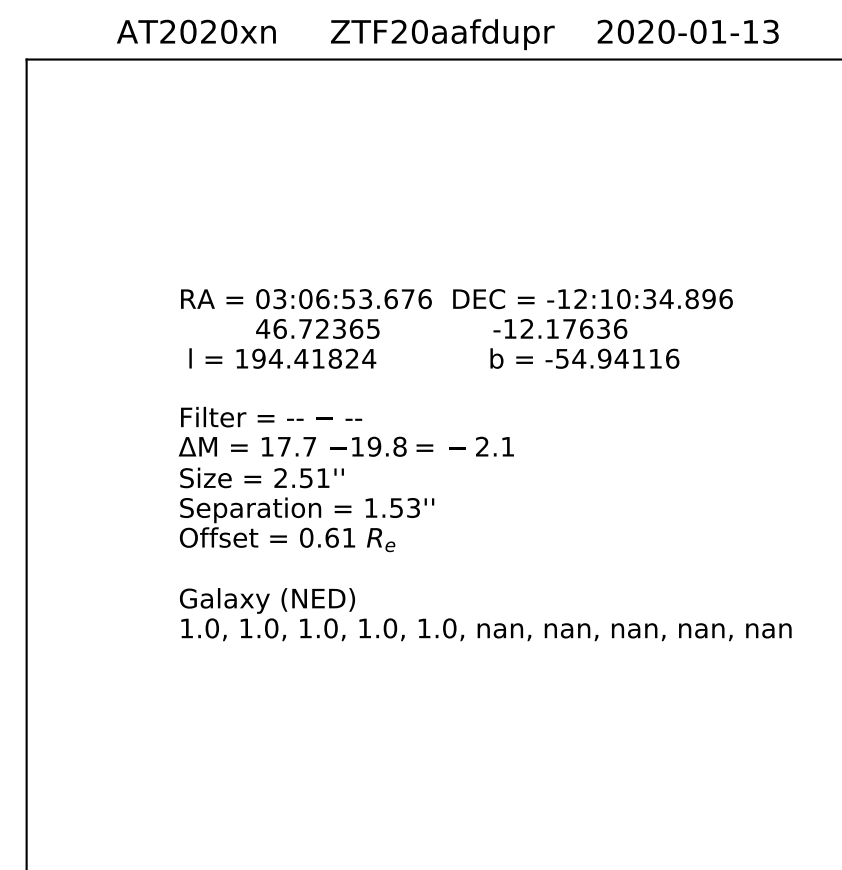 AT2020xn ZTF20aafdupr 2020-01-13
RA = 03:06:53.676 DEC = -12:10:34.896
46.72365 -12.17636
l = 194.41824 b = -54.94116
Filter = -- − --
ΔM = 17.7 −19.8 = − 2.1
Size = 2.51''
Separation = 1.53''
Offset = 0.61 Re
Galaxy (NED)
1.0, 1.0, 1.0, 1.0, 1.0, nan, nan, nan, nan, nan